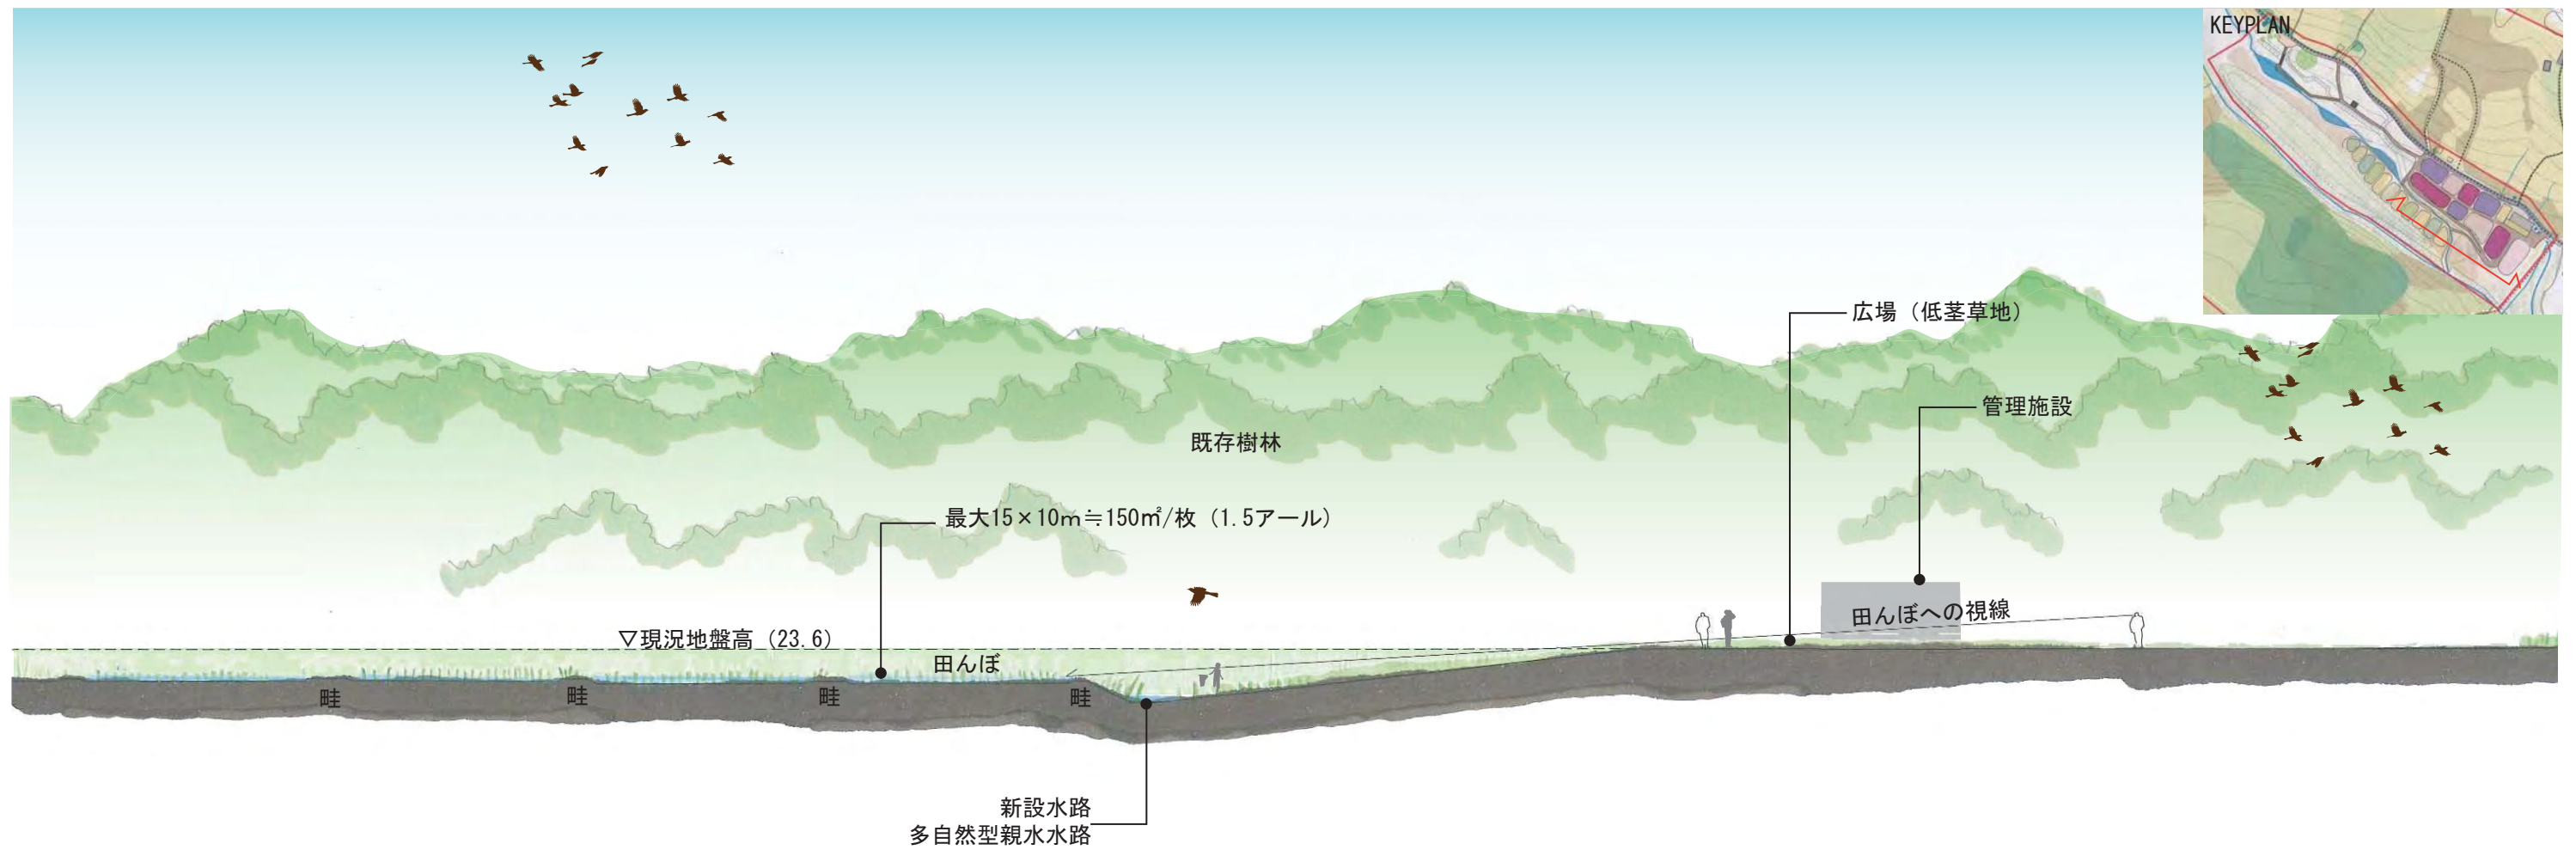 KEYPLAN
広場（低茎草地）
管理施設
既存樹林
最大15×10ｍ≒150㎡/枚（1.5アール）
田んぼへの視線
▽現況地盤高（23.6）
田んぼ
畦
畦
畦
畦
新設水路
多自然型親水水路